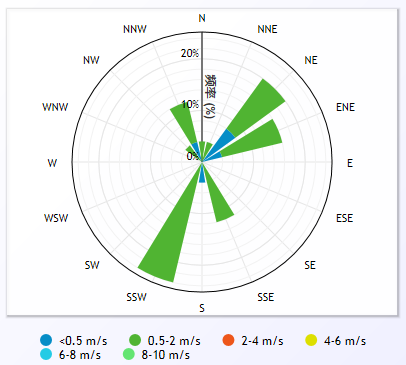 N
NNW
NNE
NW
NE
20%
频率 (%)
WNW
ENE
10%
0%
W
E
WSW
ESE
SW
SE
SSW
SSE
S
<0.5 m/s
0.5-2 m/s
2-4 m/s
4-6 m/s
6-8 m/s
8-10 m/s